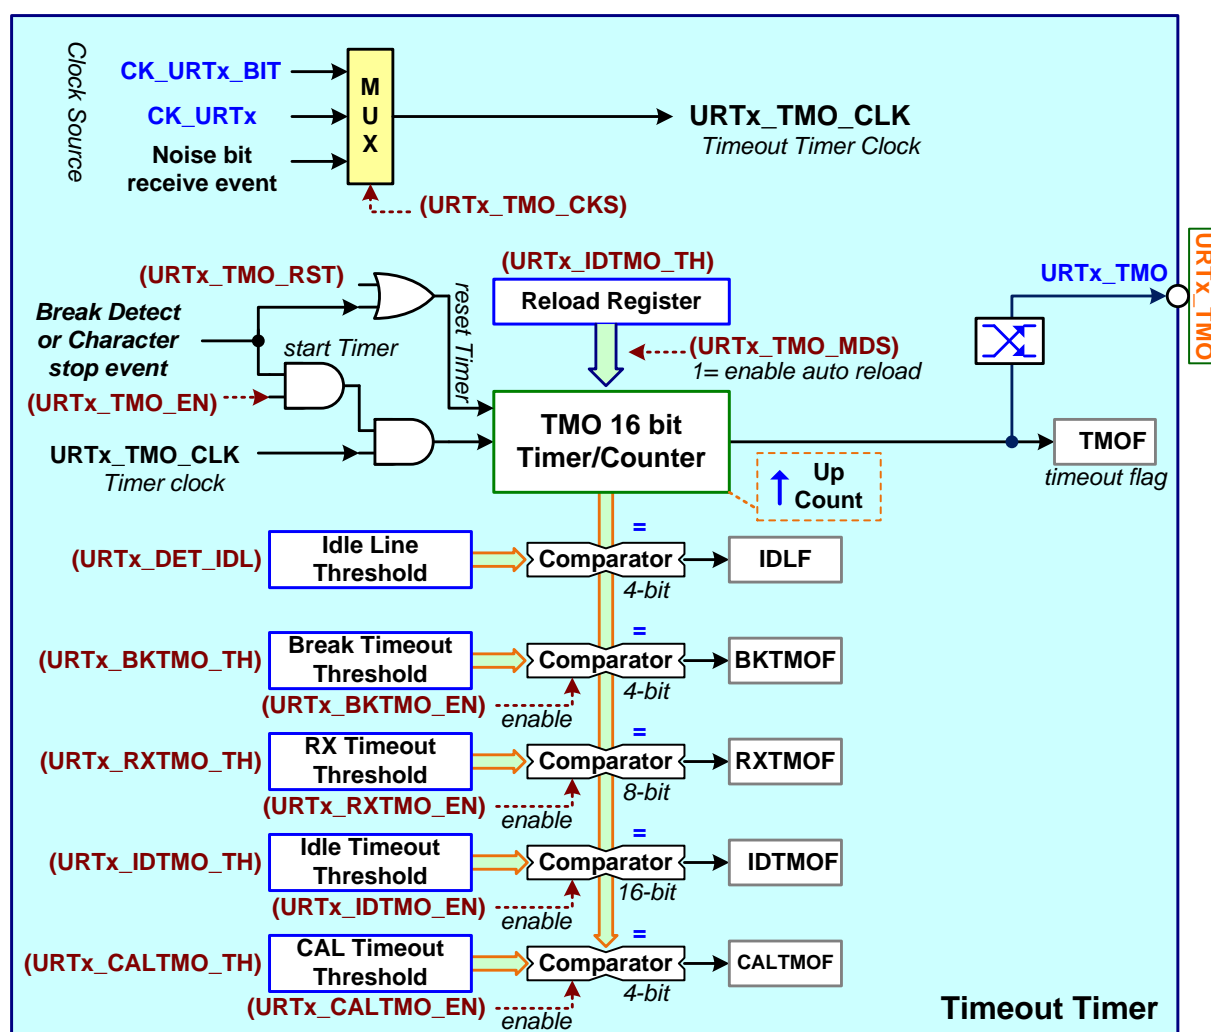 Clock Source
CK_URTx_BIT
CK_URTx
Noise bit
receive event
M
U
X
URTx_TMO_CLK
Timeout Timer Clock
(URTx_TMO_CKS)
(URTx_TMO_RST)
Break Detect
or Character
stop event
start Timer
reset Timer
(URTx_TMO_EN)
URTx_TMO_CLK
Timer clock
(URTx_IDTMO_TH)
Reload Register
(URTx_TMO_MDS)
1= enable auto reload
TMO 16 bit
Timer/Counter
Up
Count
URTx_TMO
URTx_TMO
TMOF
timeout flag
(URTx_DET_IDL)
Idle Line
Threshold
=
Comparator
4-bit
IDLF
(URTx_BKTMO_TH)
Break Timeout
Threshold
=
Comparator
4-bit
BKTMOF
(URTx_BKTMO_EN)
enable
(URTx_RXTMO_TH)
RX Timeout
Threshold
=
Comparator
8-bit
RXTMOF
(URTx_RXTMO_EN)
enable
(URTx_IDTMO_TH)
Idle Timeout
Threshold
=
Comparator
16-bit
IDTMOF
(URTx_IDTMO_EN)
enable
(URTx_CALTMO_TH)
CAL Timeout
Threshold
=
Comparator
4-bit
CALTMOF
(URTx_CALTMO_EN)
enable
Timeout Timer